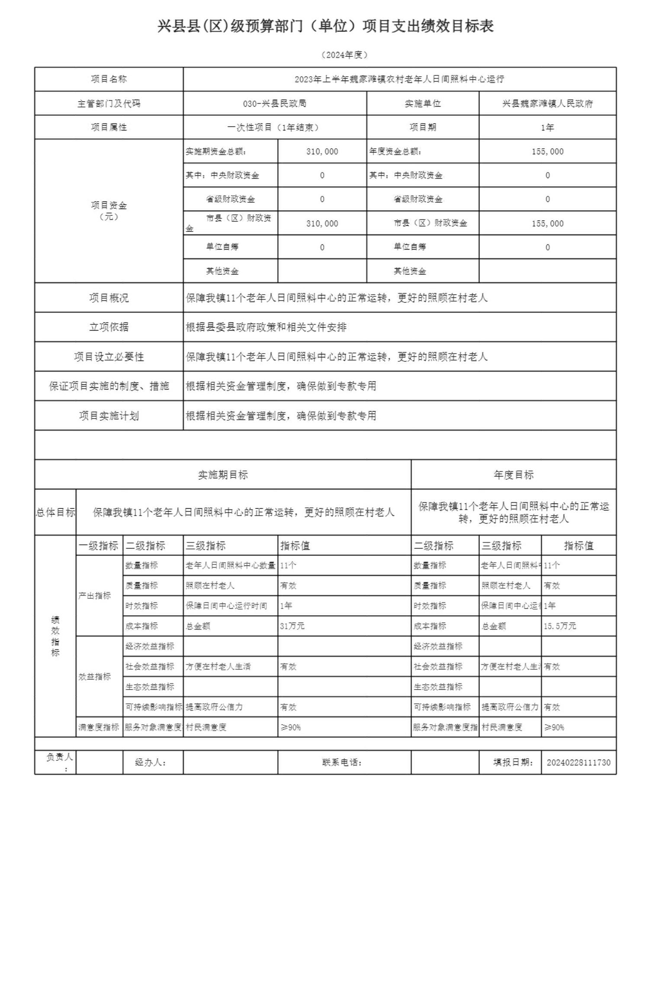 兴县县(区)级预算部门（单位）项目支出绩效目标表
（2024年度）
项目名称 2023年上半年魏家滩镇农村老年人日间照料中心运行
主管部门及代码 030-兴县民政局 实施单位 兴县魏家滩镇人民政府
项目属性 一次性项目（1年结束） 项目期 1年
项目资金
（元）
实施期资金总额： 310,000 年度资金总额： 155,000
其中：中央财政资金 0 其中：中央财政资金 0
省级财政资金 0 省级财政资金 0
市县（区）财政资
金 310,000 市县（区）财政资金 155,000
单位自筹 0 单位自筹 0
其他资金 其他资金
项目概况 保障我镇11个老年人日间照料中心的正常运转，更好的照顾在村老人
立项依据 根据县委县政府政策和相关文件安排
项目设立必要性 保障我镇11个老年人日间照料中心的正常运转，更好的照顾在村老人
保证项目实施的制度、措施 根据相关资金管理制度，确保做到专款专用
项目实施计划 根据相关资金管理制度，确保做到专款专用
实施期目标 年度目标
总体目标 保障我镇11个老年人日间照料中心的正常运转，更好的照顾在村老人 保障我镇11个老年人日间照料中心的正常运
转，更好的照顾在村老人
绩
效
指
标
一级指标 二级指标 三级指标 指标值 二级指标 三级指标 指标值
产出指标
数量指标 老年人日间照料中心数量 11个 数量指标 老年人日间照料 11个
质量指标 照顾在村老人 有效 质量指标 照顾在村老人 有效
时效指标 保障日间中心运行时间 1年 时效指标 保障日间中心运 1年
成本指标 总金额 31万元 成本指标 总金额 15.5万元
效益指标
经济效益指标 经济效益指标
社会效益指标 方便在村老人生活 有效 社会效益指标 方便在村老人生 有效
生态效益指标 生态效益指标
可持续影响指标 提高政府公信力 有效 可持续影响指标 提高政府公信力 有效
满意度指标 服务对象满意度 村民满意度 ≥90% 服务对象满意度指 村民满意度 ≥90%
负责人
： 经办人： 联系电话： 填报日期： 20240228111730